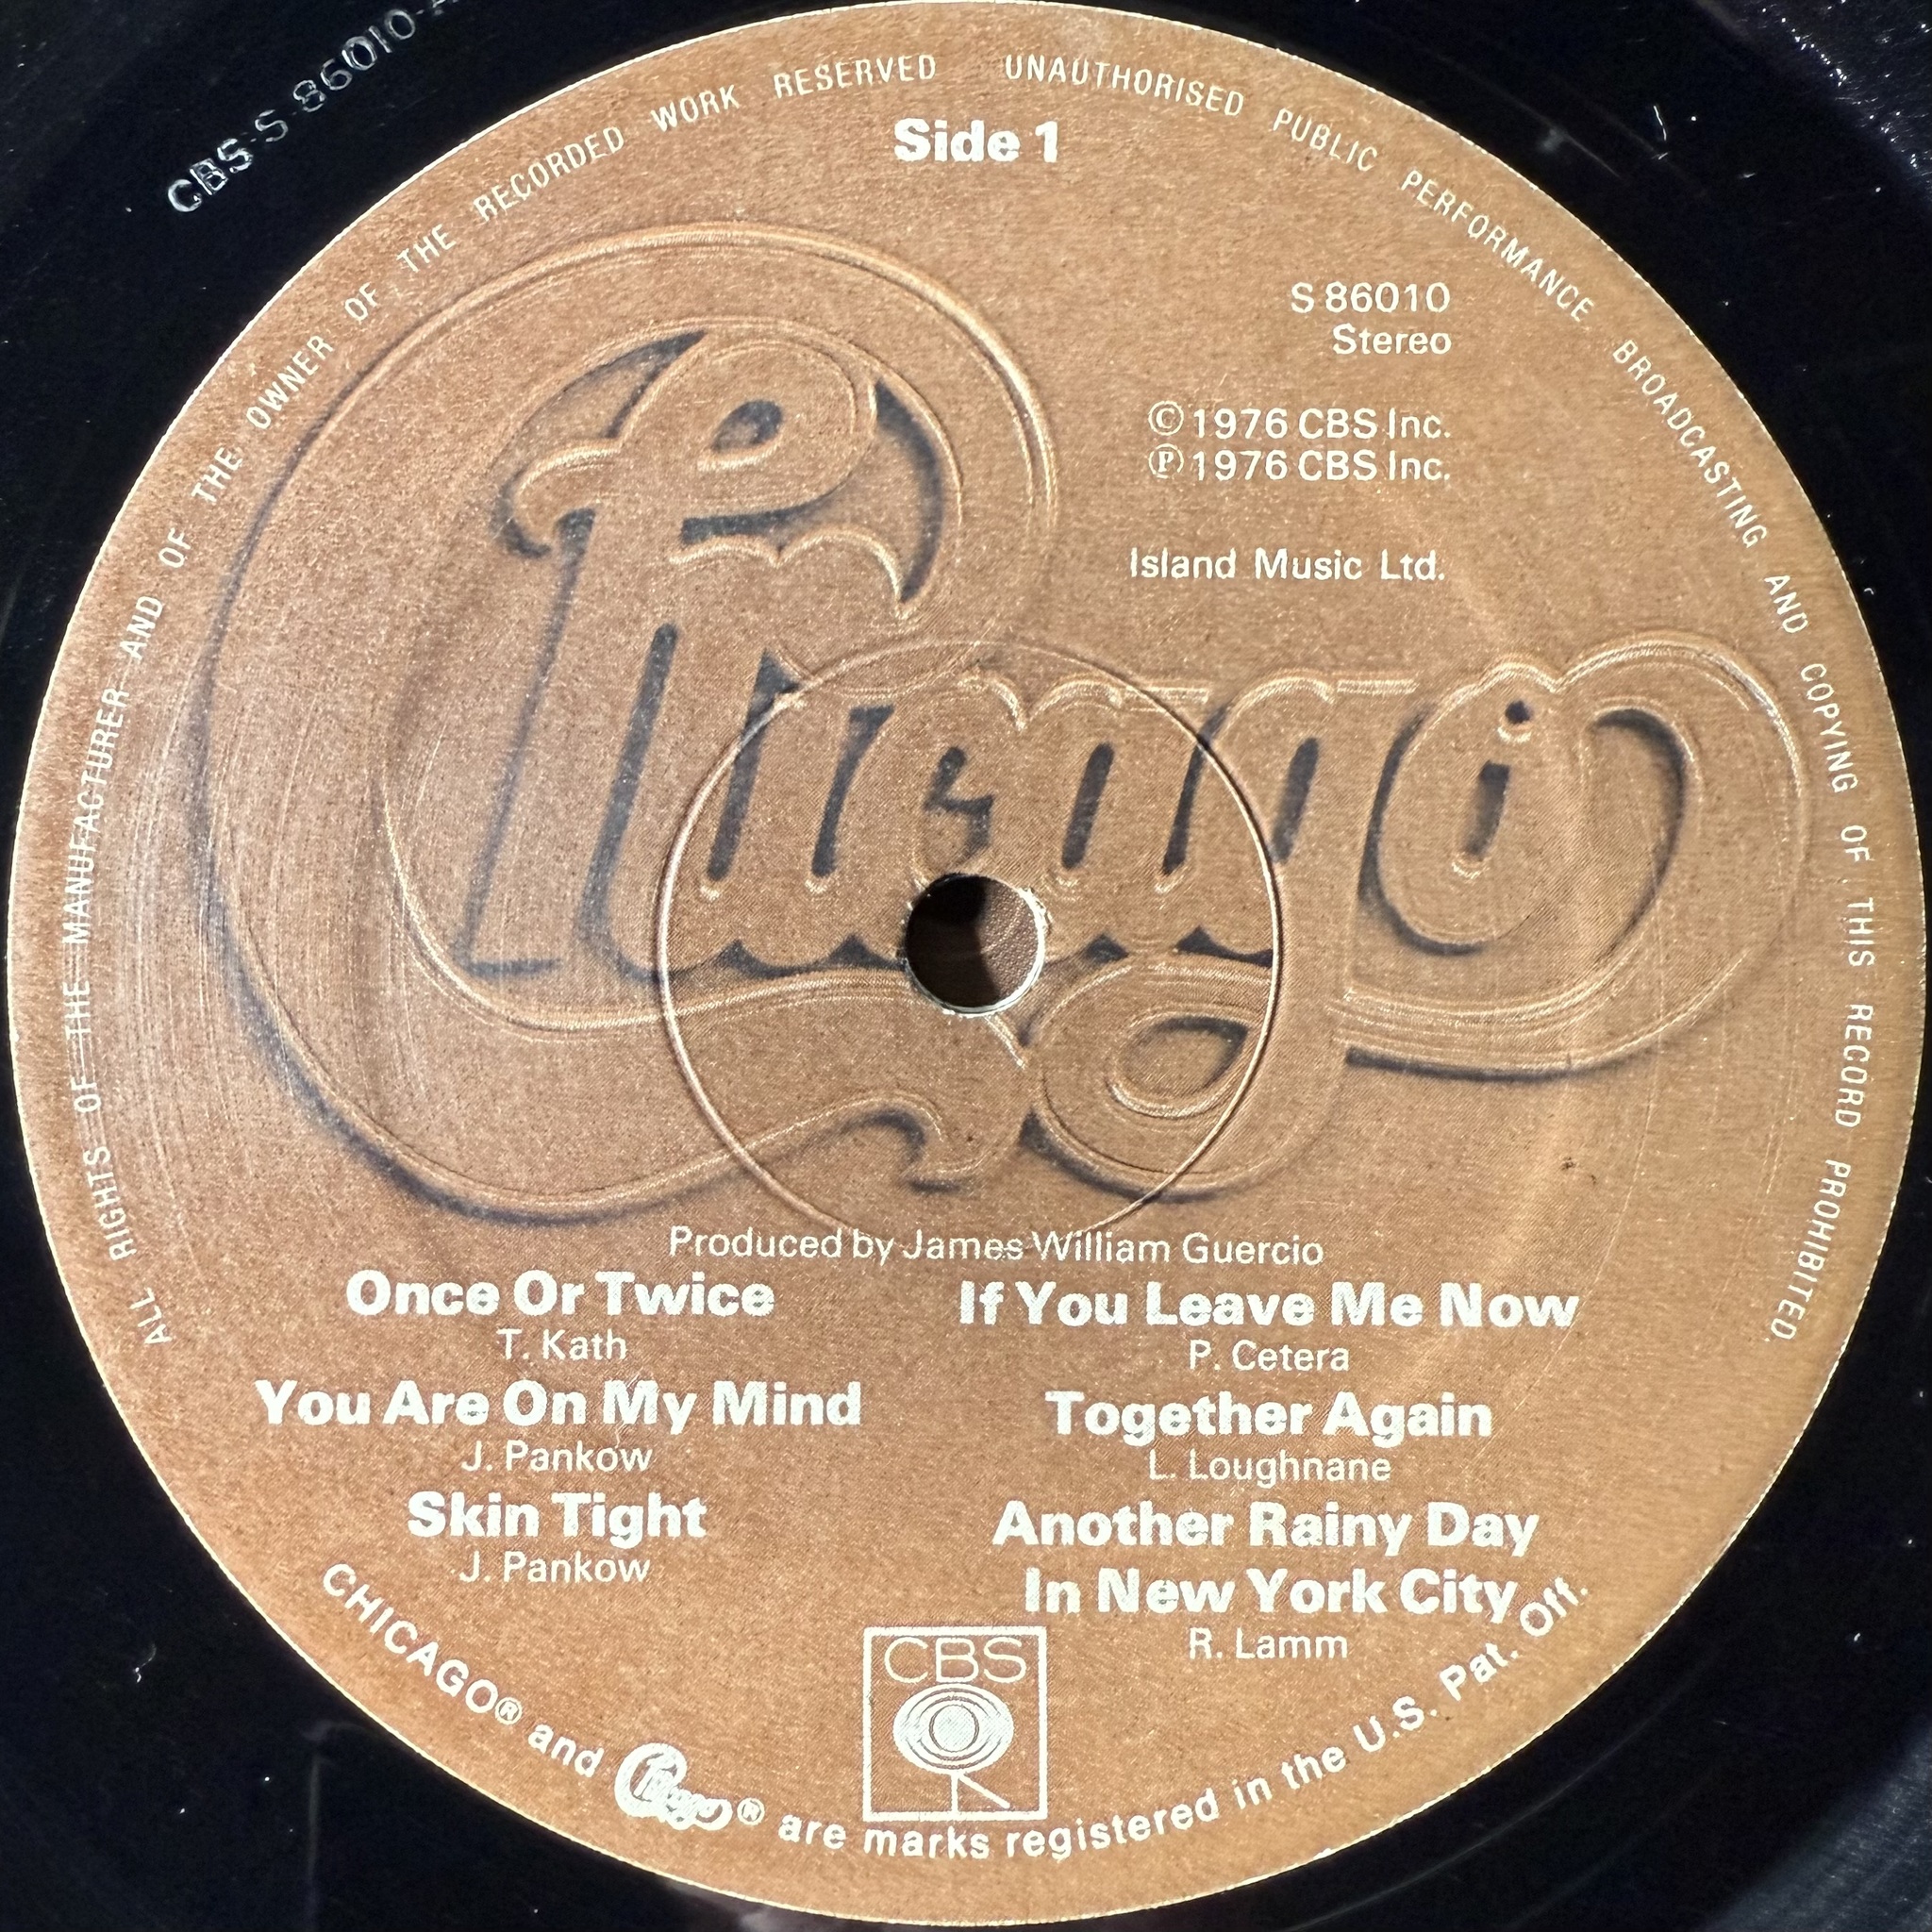 CBS-S-86010-A
ALL RIGHTS OF THE MANUFACTURER AND OF THE OWNER OF THE RECORDED WORK RESERVED UNAUTHORISED PUBLIC PERFORMANCE BROADCASTING AND COPYING OF THIS RECORD PROHIBITED.
Side 1
S 86010
Stereo
© 1976 CBS Inc.
℗ 1976 CBS Inc.
Island Music Ltd.
Chicago
Produced by James William Guercio
Once Or Twice
T. Kath
You Are On My Mind
J. Pankow
Skin Tight
J. Pankow
If You Leave Me Now
P. Cetera
Together Again
L. Loughnane
Another Rainy Day
In New York City
R. Lamm
CBS
CHICAGO® and Chicago® are marks registered in the U.S. Pat. Off.